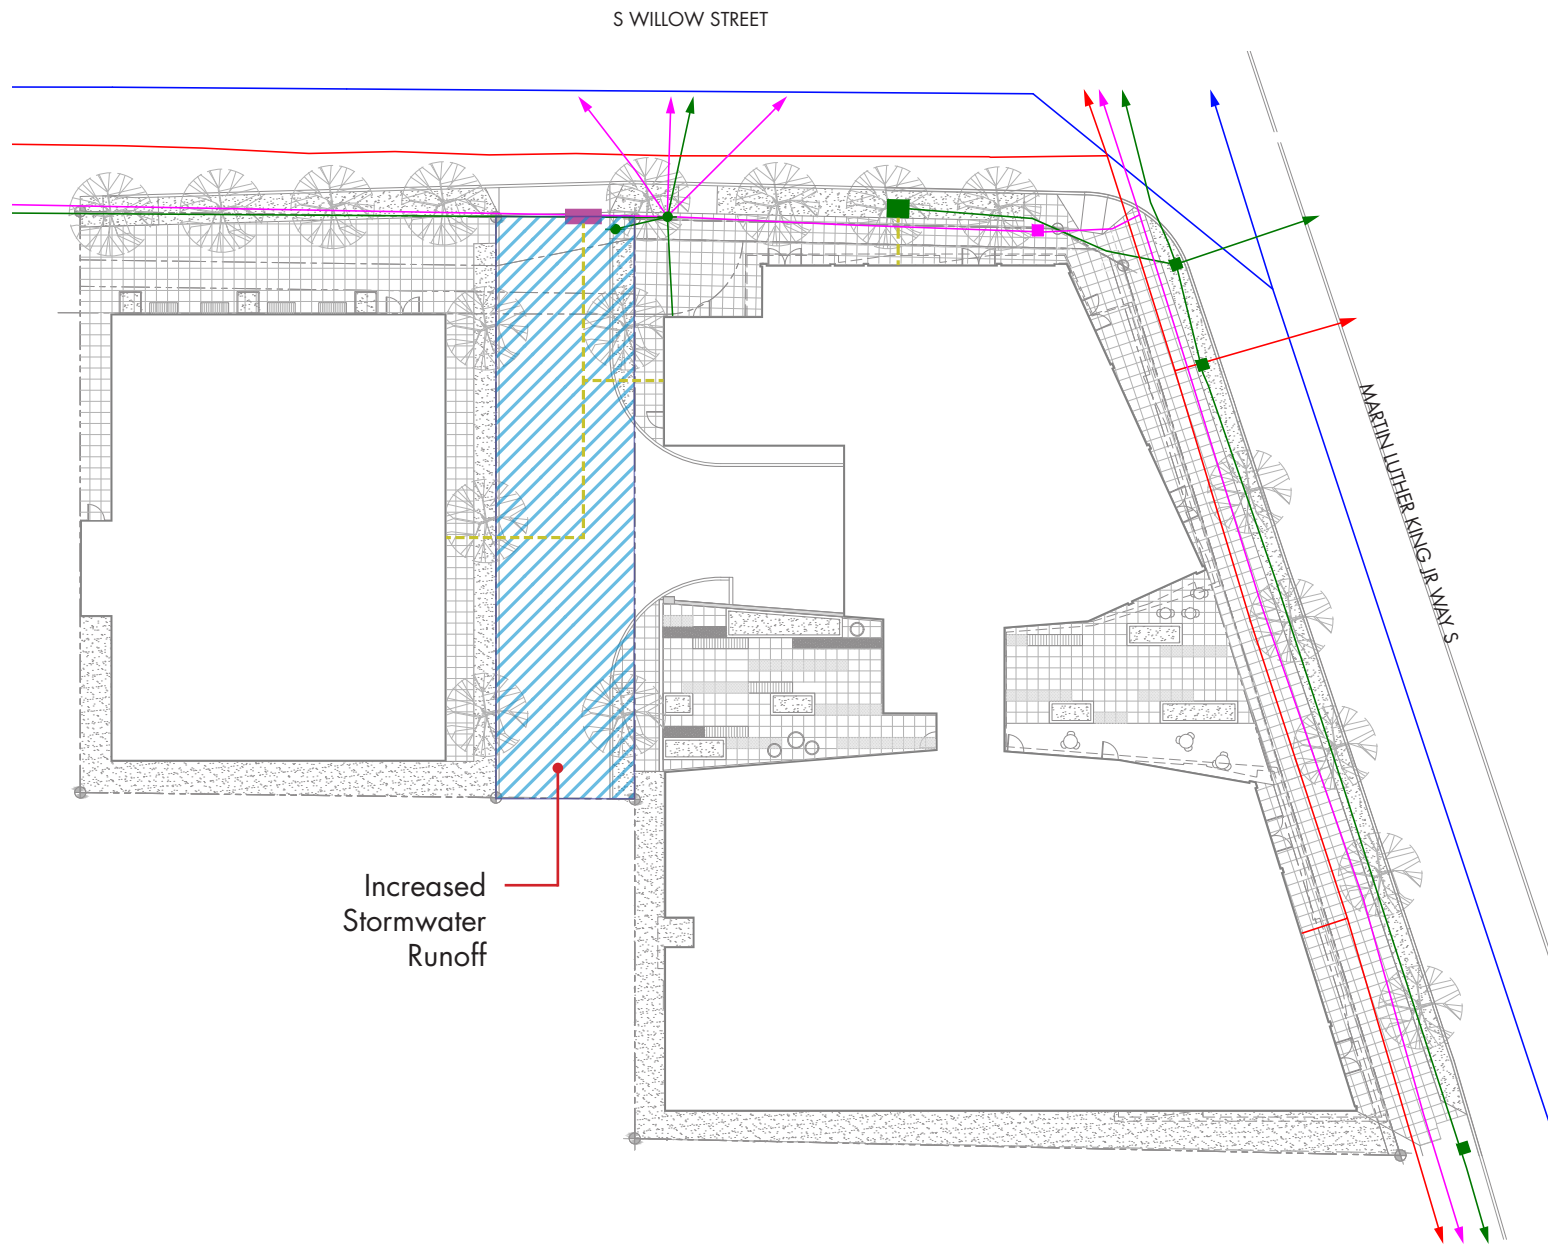 S WILLOW STREET
MARTIN LUTHER KING JR WAY S
Increased
Stormwater
Runoff